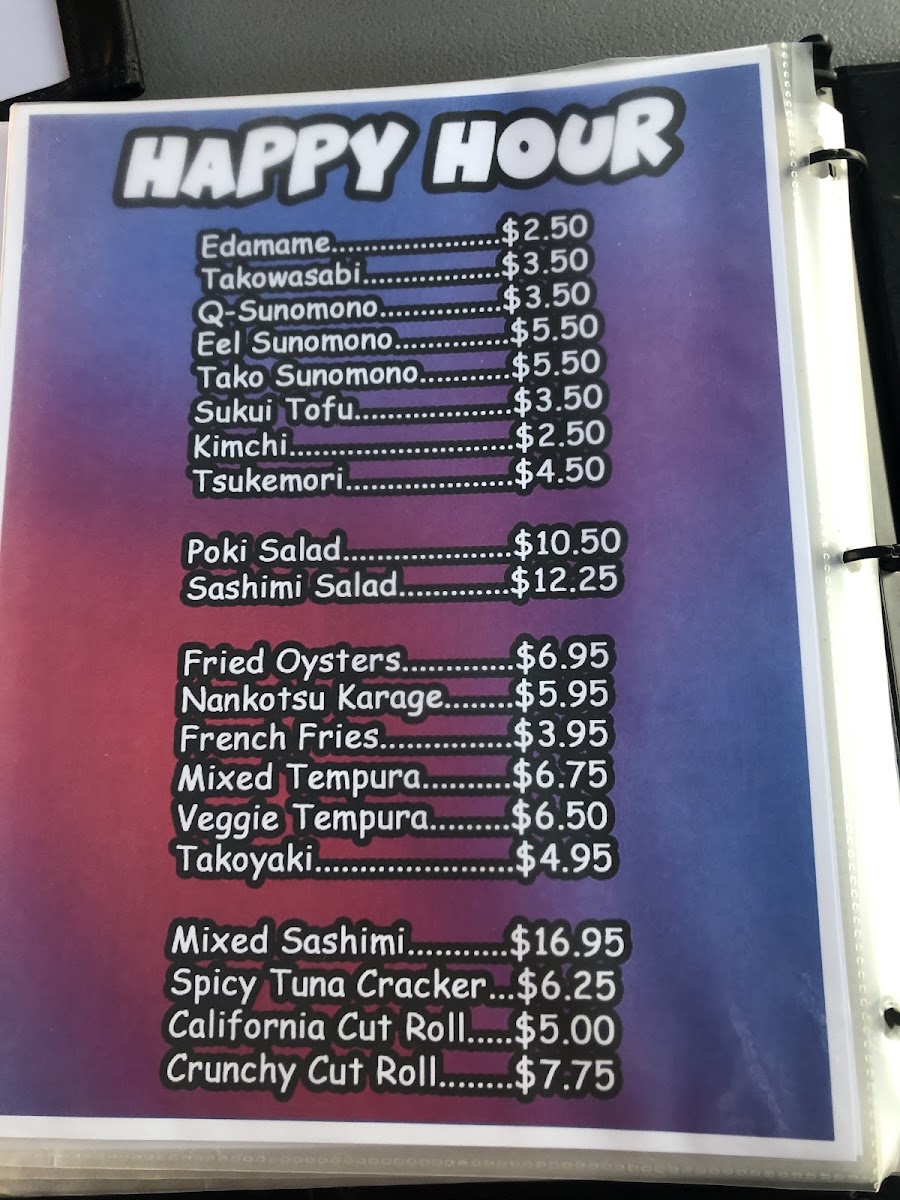 HAPPY HOUR
Edamame......................$2.50
Takowasabi..................$3.50
Q-Sunomono................$3.50
Eel Sunomono...............$5.50
Tako Sunomono............$5.50
Sukui Tofu....................$3.50
Kimchi.............................$2.50
Tsukemori......................$4.50
Poki Salad......................$10.50
Sashimi Salad..............$12.25
Fried Oysters..............$6.95
Nankotsu Karage.........$5.95
French Fries.................$3.95
Mixed Tempura...........$6.75
Veggie Tempura..........$6.50
Takoyaki.........................$4.95
Mixed Sashimi............$16.95
Spicy Tuna Cracker...$6.25
California Cut Roll.....$5.00
Crunchy Cut Roll.........$7.75